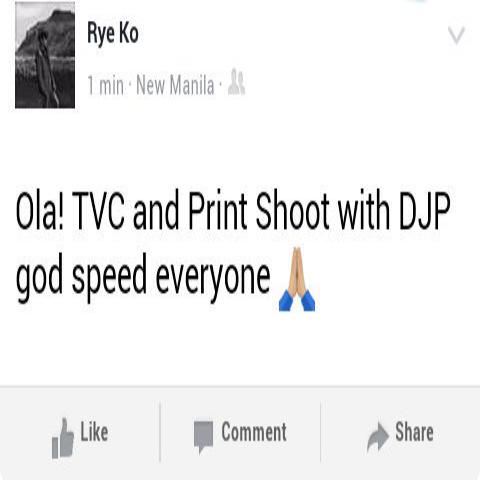 Rye Ko
1 min · New Manila ·
Ola! TVC and Print Shoot with DJP
god speed everyone 🙏🏼
Like Comment Share